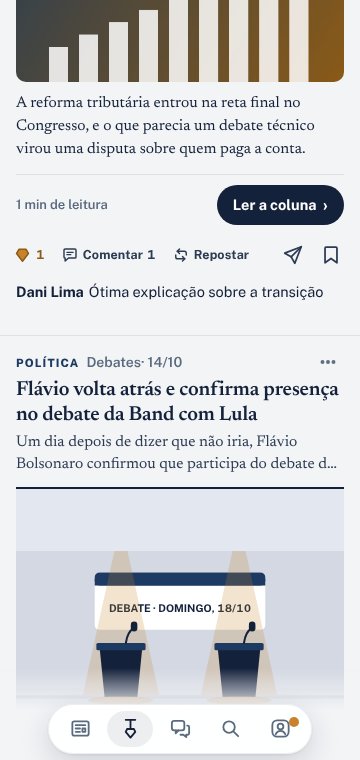 A reforma tributária entrou na reta final no
Congresso, e o que parecia um debate técnico
virou uma disputa sobre quem paga a conta.
1 min de leitura
Ler a coluna ›
1 Comentar 1 Repostar
Dani Lima Ótima explicação sobre a transição
POLÍTICA Debates· 14/10
Flávio volta atrás e confirma presença
no debate da Band com Lula
Um dia depois de dizer que não iria, Flávio
Bolsonaro confirmou que participa do debate d…
DEBATE · DOMINGO, 18/10